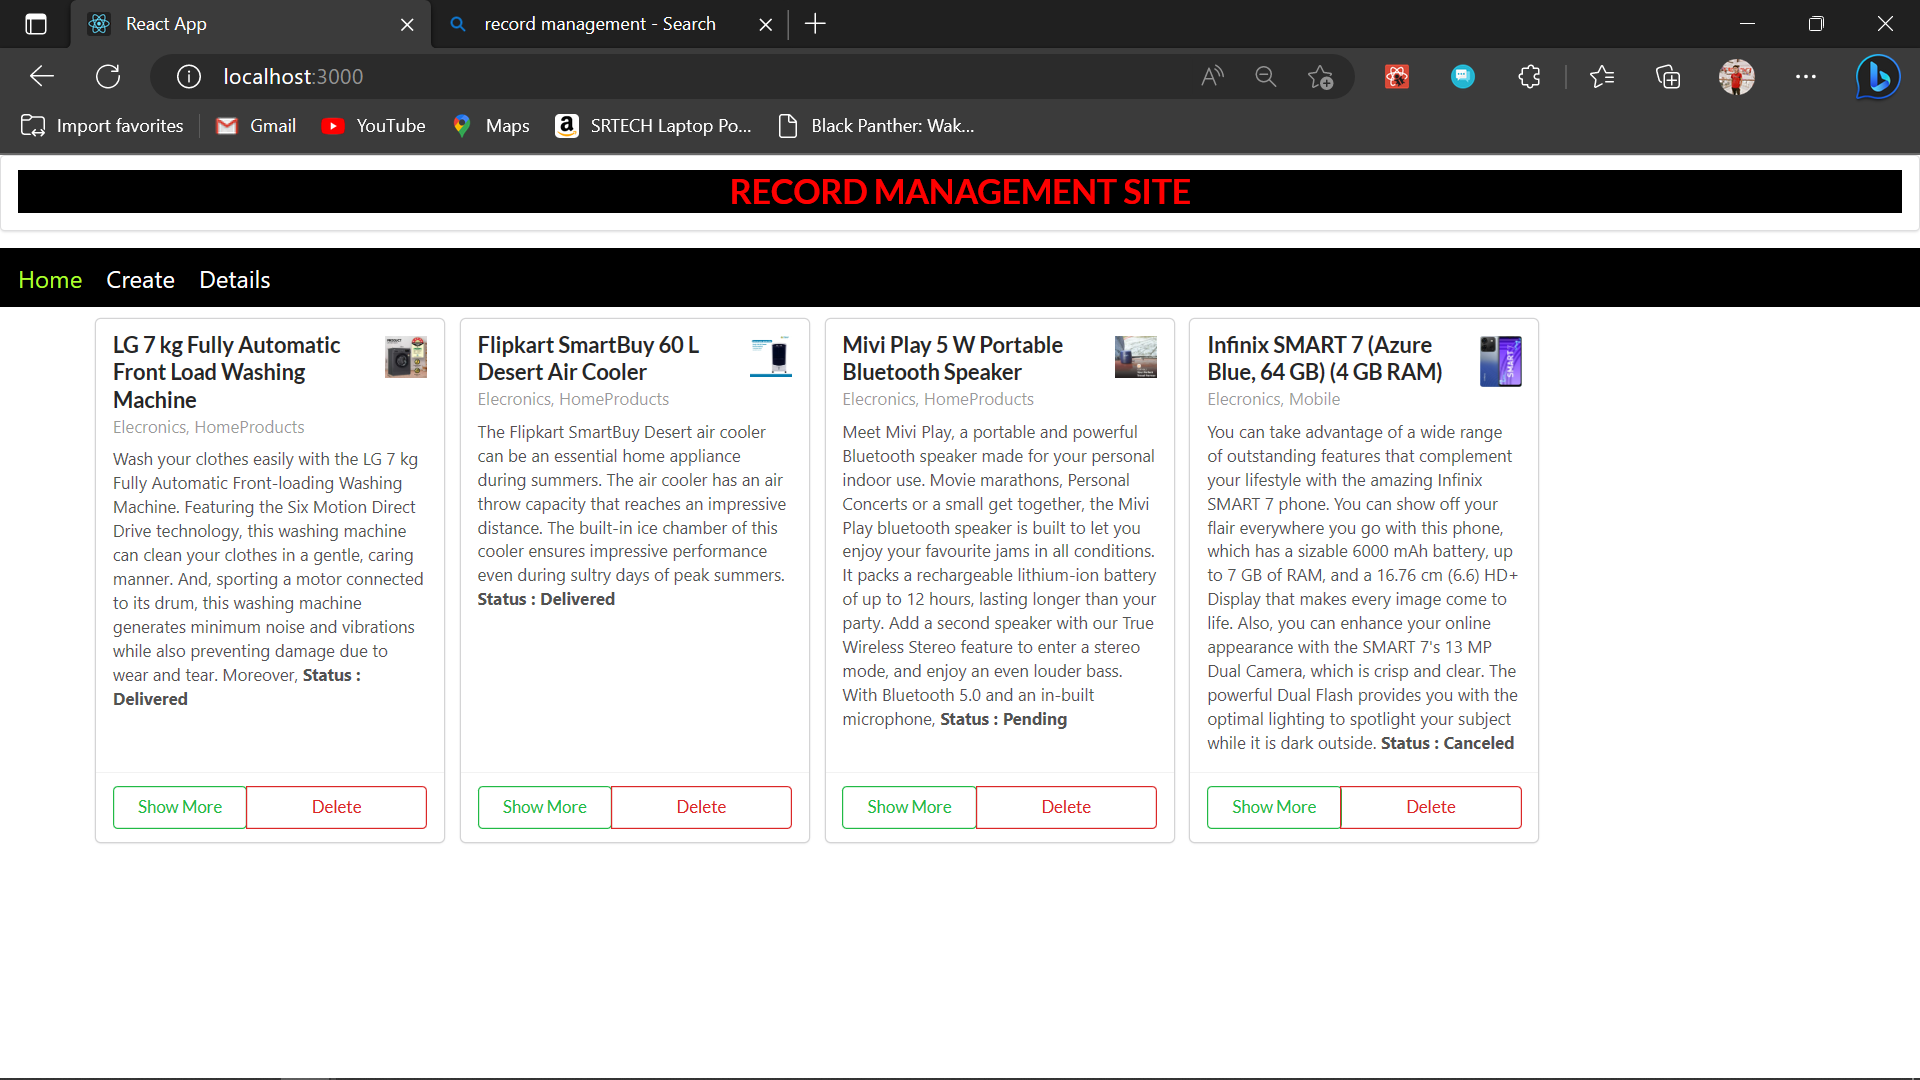 React App
record management - Search
localhost:3000
Import favorites
Gmail
YouTube
Maps
SRTECH Laptop Po...
Black Panther: Wak...
RECORD MANAGEMENT SITE
Home
Create
Details
LG 7 kg Fully Automatic
Front Load Washing
Machine
Elecronics, HomeProducts
Wash your clothes easily with the LG 7 kg
Fully Automatic Front-loading Washing
Machine. Featuring the Six Motion Direct
Drive technology, this washing machine
can clean your clothes in a gentle, caring
manner. And, sporting a motor connected
to its drum, this washing machine
generates minimum noise and vibrations
while also preventing damage due to
wear and tear. Moreover, Status :
Delivered
Show More
Delete
Flipkart SmartBuy 60 L
Desert Air Cooler
Elecronics, HomeProducts
The Flipkart SmartBuy Desert air cooler
can be an essential home appliance
during summers. The air cooler has an air
throw capacity that reaches an impressive
distance. The built-in ice chamber of this
cooler ensures impressive performance
even during sultry days of peak summers.
Status : Delivered
Show More
Delete
Mivi Play 5 W Portable
Bluetooth Speaker
Elecronics, HomeProducts
Meet Mivi Play, a portable and powerful
Bluetooth speaker made for your personal
indoor use. Movie marathons, Personal
Concerts or a small get together, the Mivi
Play bluetooth speaker is built to let you
enjoy your favourite jams in all conditions.
It packs a rechargeable lithium-ion battery
of up to 12 hours, lasting longer than your
party. Add a second speaker with our True
Wireless Stereo feature to enter a stereo
mode, and enjoy an even louder bass.
With Bluetooth 5.0 and an in-built
microphone, Status : Pending
Show More
Delete
Infinix SMART 7 (Azure
Blue, 64 GB) (4 GB RAM)
Elecronics, Mobile
You can take advantage of a wide range
of outstanding features that complement
your lifestyle with the amazing Infinix
SMART 7 phone. You can show off your
flair everywhere you go with this phone,
which has a sizable 6000 mAh battery, up
to 7 GB of RAM, and a 16.76 cm (6.6) HD+
Display that makes every image come to
life. Also, you can enhance your online
appearance with the SMART 7's 13 MP
Dual Camera, which is crisp and clear. The
powerful Dual Flash provides you with the
optimal lighting to spotlight your subject
while it is dark outside. Status : Canceled
Show More
Delete
SMART